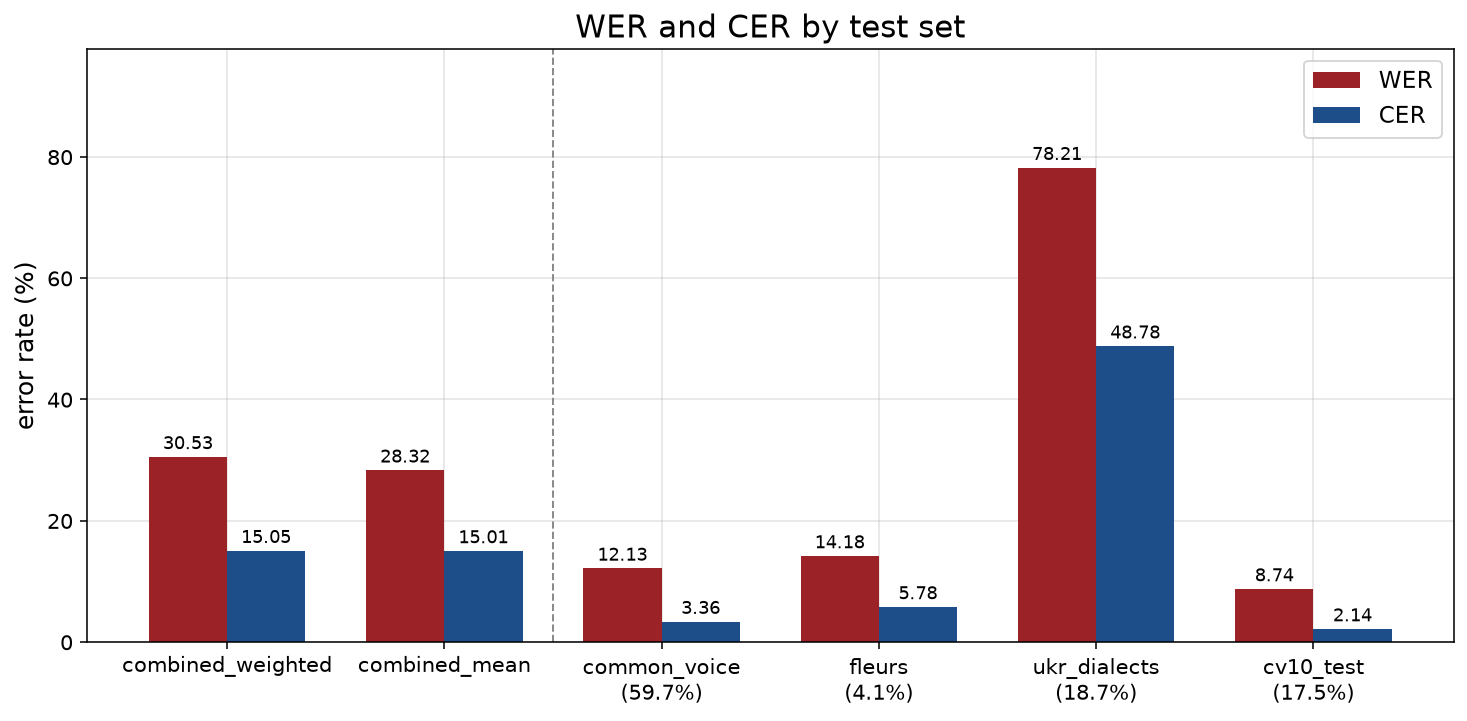 WER and CER by test set
WER
CER
error rate (%)
80
60
40
20
0
30.53
15.05
28.32
15.01
12.13
3.36
14.18
5.78
78.21
48.78
8.74
2.14
combined_weighted
combined_mean
common_voice
(59.7%)
fleurs
(4.1%)
ukr_dialects
(18.7%)
cv10_test
(17.5%)